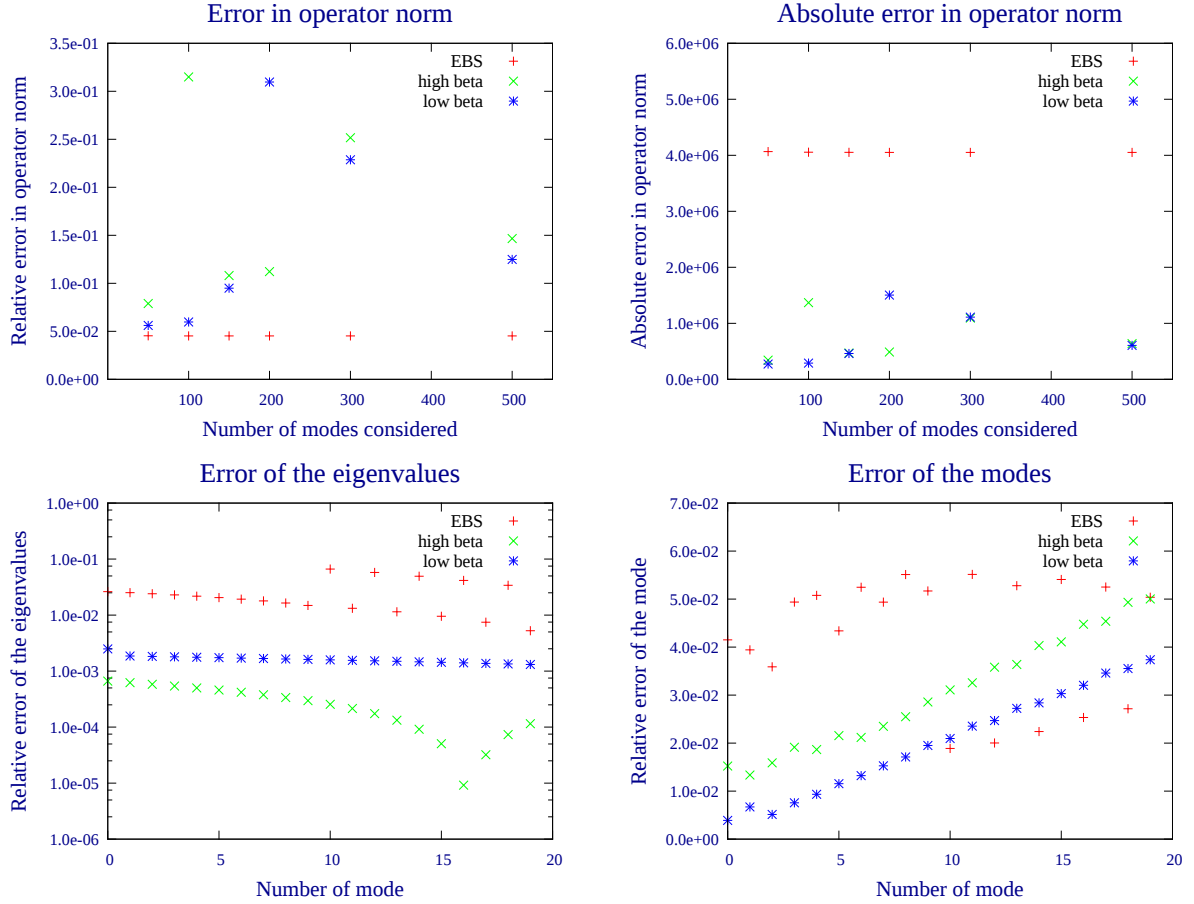 Error in operator norm
Relative error in operator norm
3.5e-01
3.0e-01
2.5e-01
2.0e-01
1.5e-01
1.0e-01
5.0e-02
0.0e+00
EBS
high beta
low beta
100 200 300 400 500
Number of modes considered
Absolute error in operator norm
Absolute error in operator norm
6.0e+06
5.0e+06
4.0e+06
3.0e+06
2.0e+06
1.0e+06
0.0e+00
EBS
high beta
low beta
100 200 300 400 500
Number of modes considered
Error of the eigenvalues
Relative error of the eigenvalues
1.0e+00
1.0e-01
1.0e-02
1.0e-03
1.0e-04
1.0e-05
1.0e-06
EBS
high beta
low beta
0 5 10 15 20
Number of mode
Error of the modes
Relative error of the mode
7.0e-02
6.0e-02
5.0e-02
4.0e-02
3.0e-02
2.0e-02
1.0e-02
0.0e+00
EBS
high beta
low beta
0 5 10 15 20
Number of mode